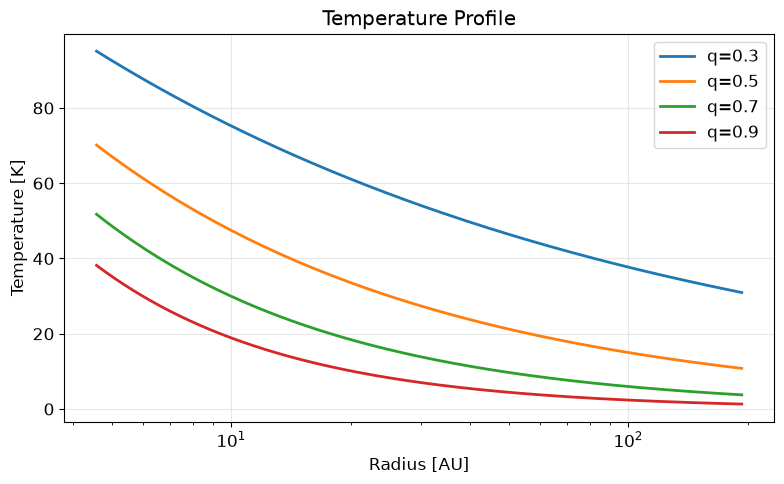 Temperature Profile
q=0.3
q=0.5
q=0.7
q=0.9
Temperature [K]
80
60
40
20
0
10¹
10²
Radius [AU]